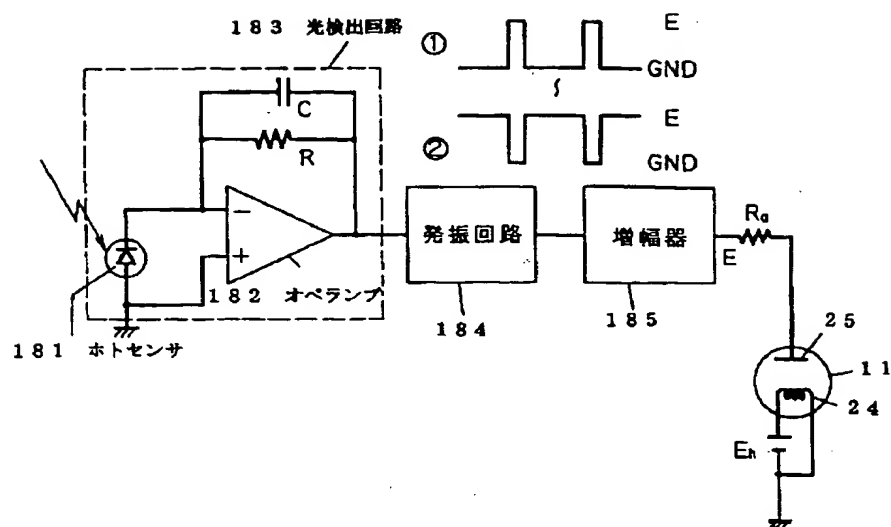 183 光検出回路
①
E
GND
②
E
GND
C
R
−
+
182 オペランプ
181 ホトセンサ
発振回路
184
増幅器
185
E
Ra
25
11
24
Eh